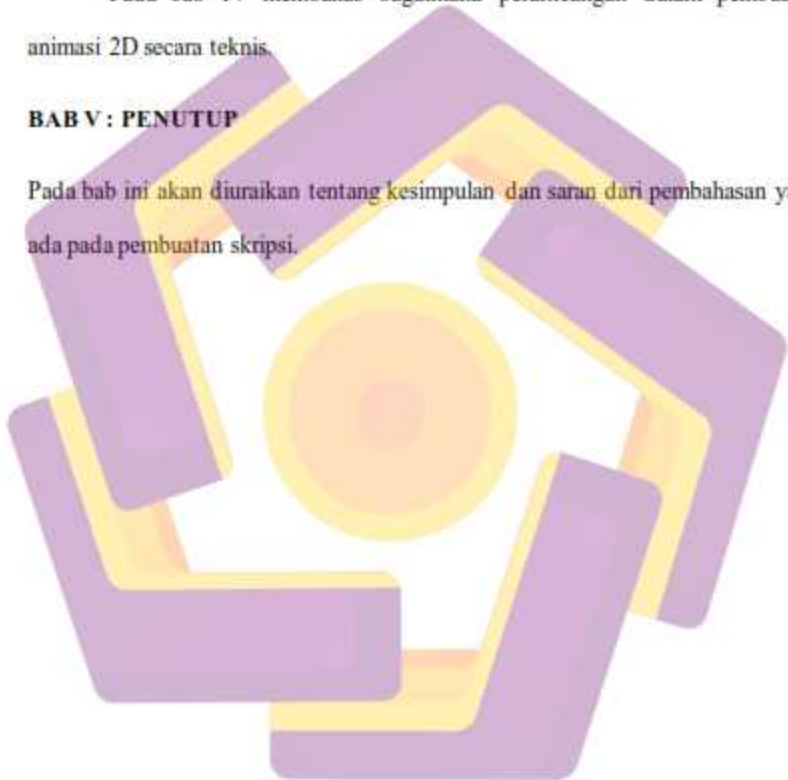 animasi 2D secara teknis.
BAB V : PENUTUP
Pada bab ini akan diuraikan tentang kesimpulan dan saran dari pembahasan
ada pada pembuatan skripsi.